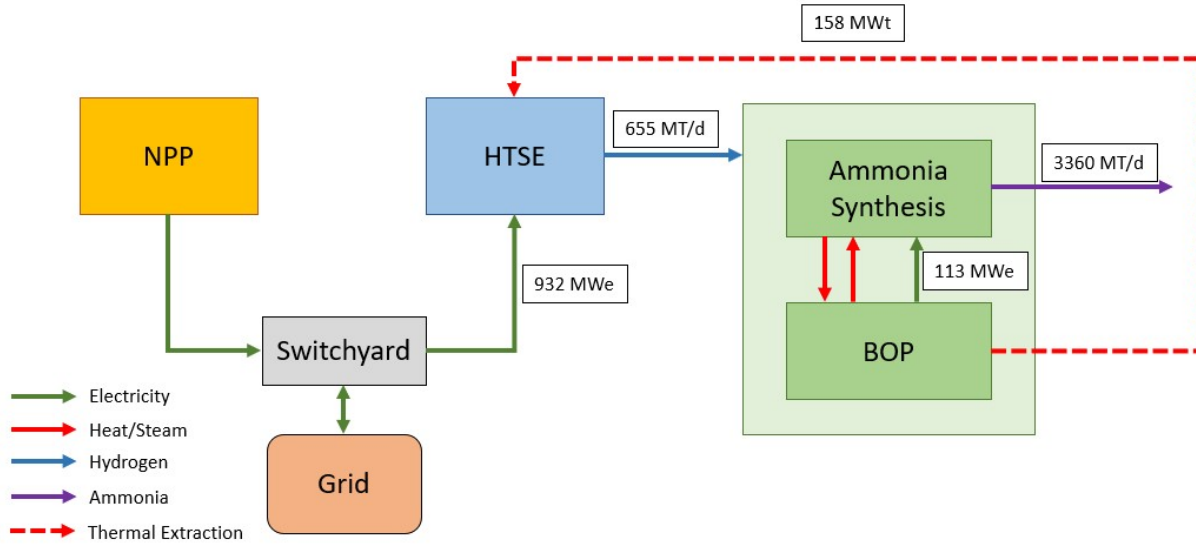 158 MWt
NPP
HTSE
655 MT/d
Ammonia
Synthesis
3360 MT/d
932 MWe
113 MWe
Switchyard
BOP
Electricity
Heat/Steam
Hydrogen
Grid
Ammonia
Thermal Extraction